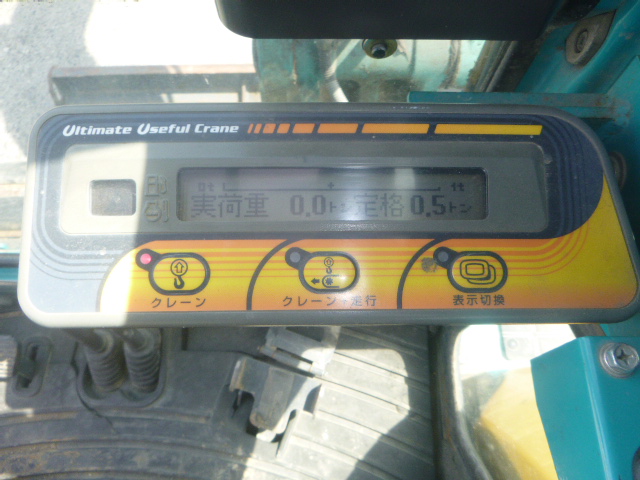 Ultimate Useful Crane
実荷重 0.0トン 定格 0.5トン
クレーン
クレーン+走行
表示切換